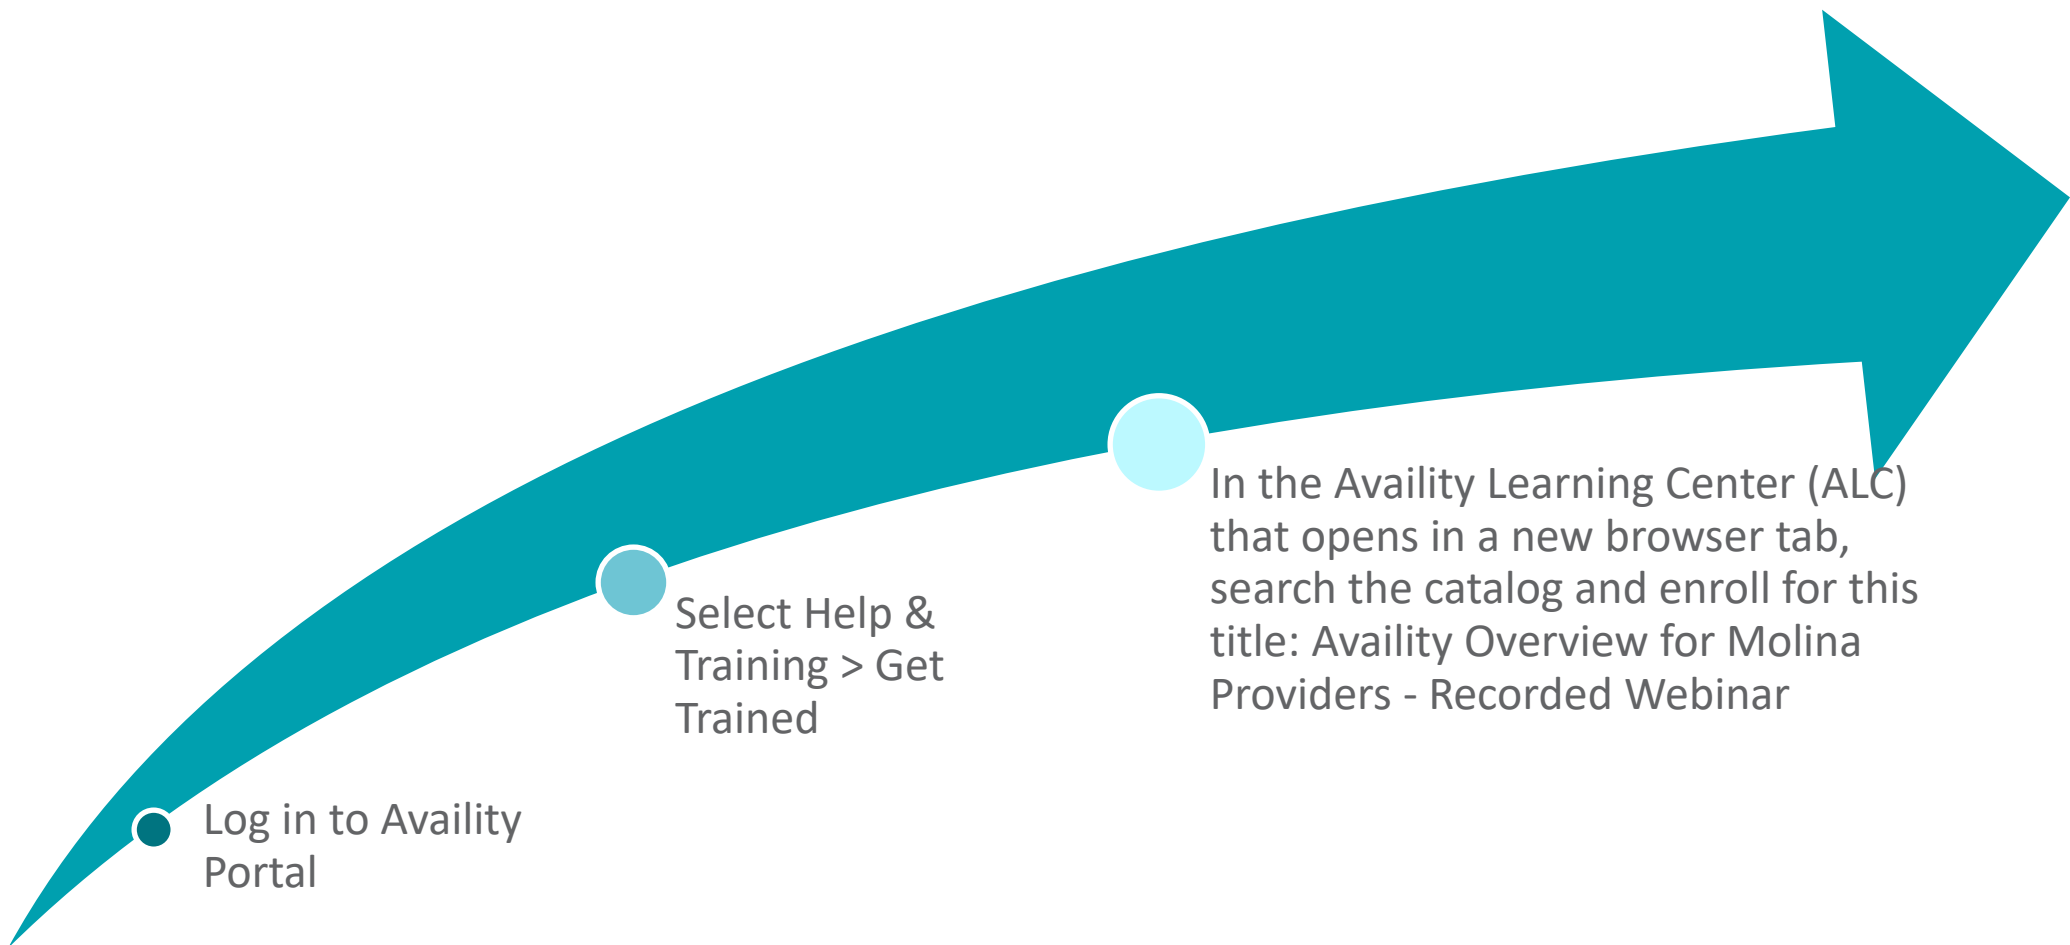 Log in to Availity
Portal
Select Help &
Training > Get
Trained
In the Availity Learning Center (ALC)
that opens in a new browser tab,
search the catalog and enroll for this
title: Availity Overview for Molina
Providers - Recorded Webinar